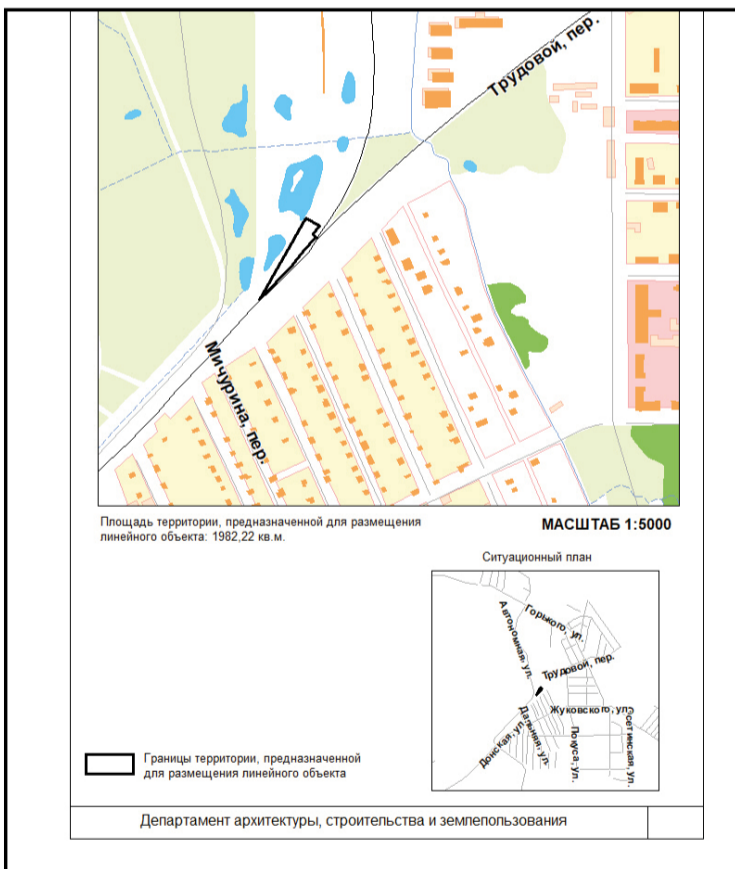 Трудовой, пер.
Мичурина, пер.
Площадь территории, предназначенной для размещения
линейного объекта: 1982,22 кв.м.
МАСШТАБ 1:5000
Ситуационный план
Горького, ул.
Автономная, ул.
Трудовой, пер.
Жуковского, ул.
Дальняя, ул.
Донская, ул.
Покуса, ул.
сетинская, ул.
Границы территории, предназначенной
для размещения линейного объекта
Департамент архитектуры, строительства и землепользования